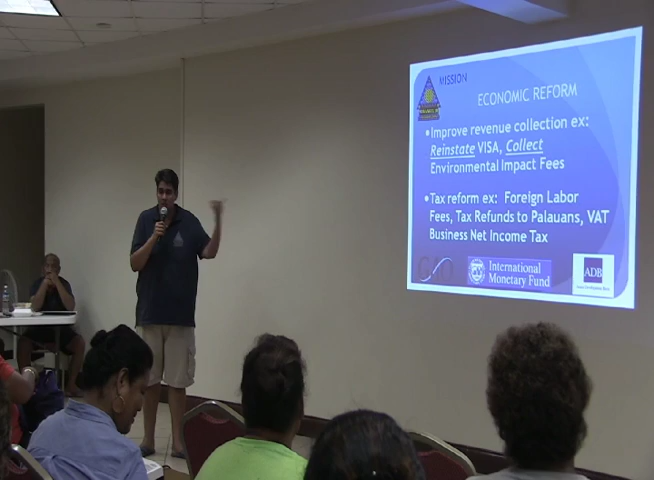 MISSION
ECONOMIC REFORM
•Improve revenue collection ex:
Reinstate VISA, Collect
Environmental Impact Fees
•Tax reform ex: Foreign Labor
Fees, Tax Refunds to Palauans, VAT
Business Net Income Tax
International
Monetary Fund
ADB